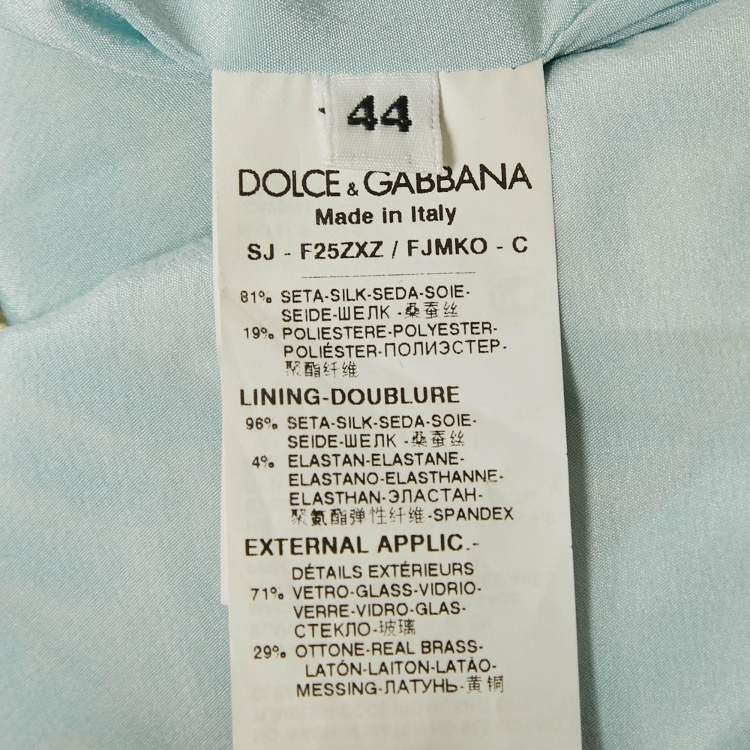 44
DOLCE & GABBANA
Made in Italy
SJ - F25ZXZ / FJMKO - C
81% SETA-SILK-SEDA-SOIE-
SEIDE-ШЕЛК -桑蚕丝
19% POLIESTERE-POLYESTER-
POLIÉSTER-ПОЛИЭСТЕР-
聚酯纤维
LINING-DOUBLURE
96% SETA-SILK-SEDA-SOIE-
SEIDE-ШЕЛК -桑蚕丝
4% ELASTAN-ELASTANE-
ELASTANO-ELASTHANNE-
ELASTHAN-ЭЛАСТАН-
聚氨酯弹性纤维-SPANDEX
EXTERNAL APPLIC.-
DÉTAILS EXTÉRIEURS
71% VETRO-GLASS-VIDRIO-
VERRE-VIDRO-GLAS-
СТЕКЛО-玻璃
29% OTTONE-REAL BRASS-
LATÓN-LAITON-LATÃO-
MESSING-ЛАТУНЬ-黄铜